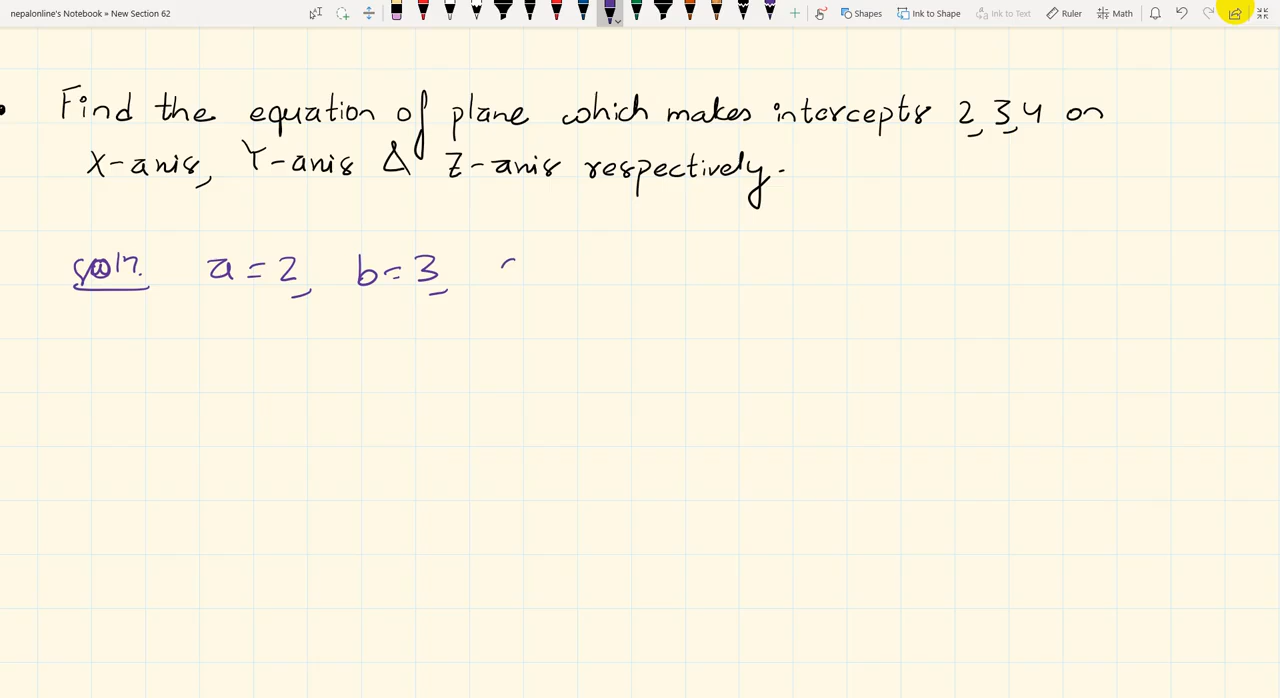 nepalonline's Notebook » New Section 62
Shapes Ink to Shape Ink to Text Ruler Math
Find the equation of plane which makes intercepts 2, 3, 4 on
X-axis, Y-axis & Z-axis respectively.
soln. a = 2, b = 3, c